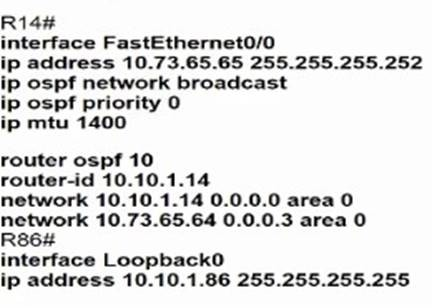 R14#
interface FastEthernet0/0
ip address 10.73.65.65 255.255.255.252
ip ospf network broadcast
ip ospf priority 0
ip mtu 1400
router ospf 10
router-id 10.10.1.14
network 10.10.1.14 0.0.0.0 area 0
network 10.73.65.64 0.0.0.3 area 0
R86#
interface Loopback0
ip address 10.10.1.86 255.255.255.255